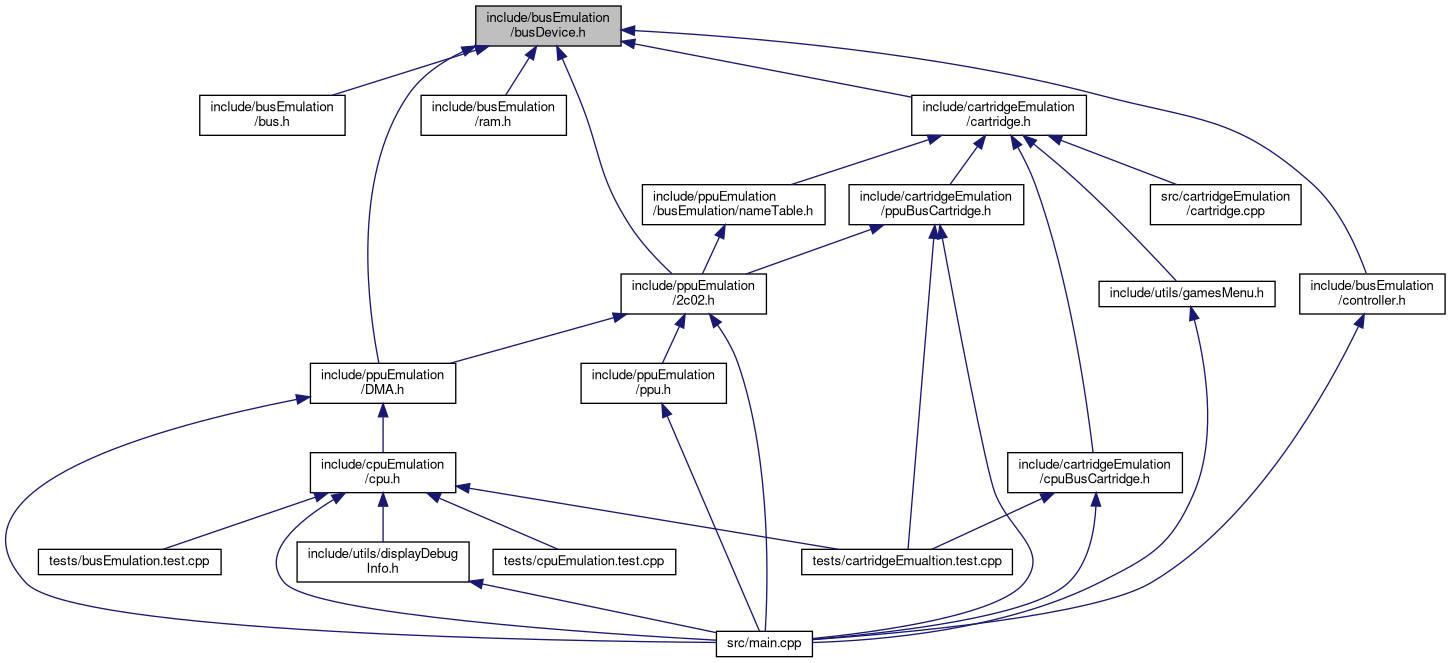 include/busEmulation
/busDevice.h
include/busEmulation
/bus.h
include/busEmulation
/ram.h
include/cartridgeEmulation
/cartridge.h
include/ppuEmulation
/busEmulation/nameTable.h
include/cartridgeEmulation
/ppuBusCartridge.h
src/cartridgeEmulation
/cartridge.cpp
include/ppuEmulation
/2c02.h
include/utils/gamesMenu.h
include/busEmulation
/controller.h
include/ppuEmulation
/DMA.h
include/ppuEmulation
/ppu.h
include/cpuEmulation
/cpu.h
include/cartridgeEmulation
/cpuBusCartridge.h
tests/busEmulation.test.cpp
include/utils/displayDebug
Info.h
tests/cpuEmulation.test.cpp
tests/cartridgeEmualtion.test.cpp
src/main.cpp